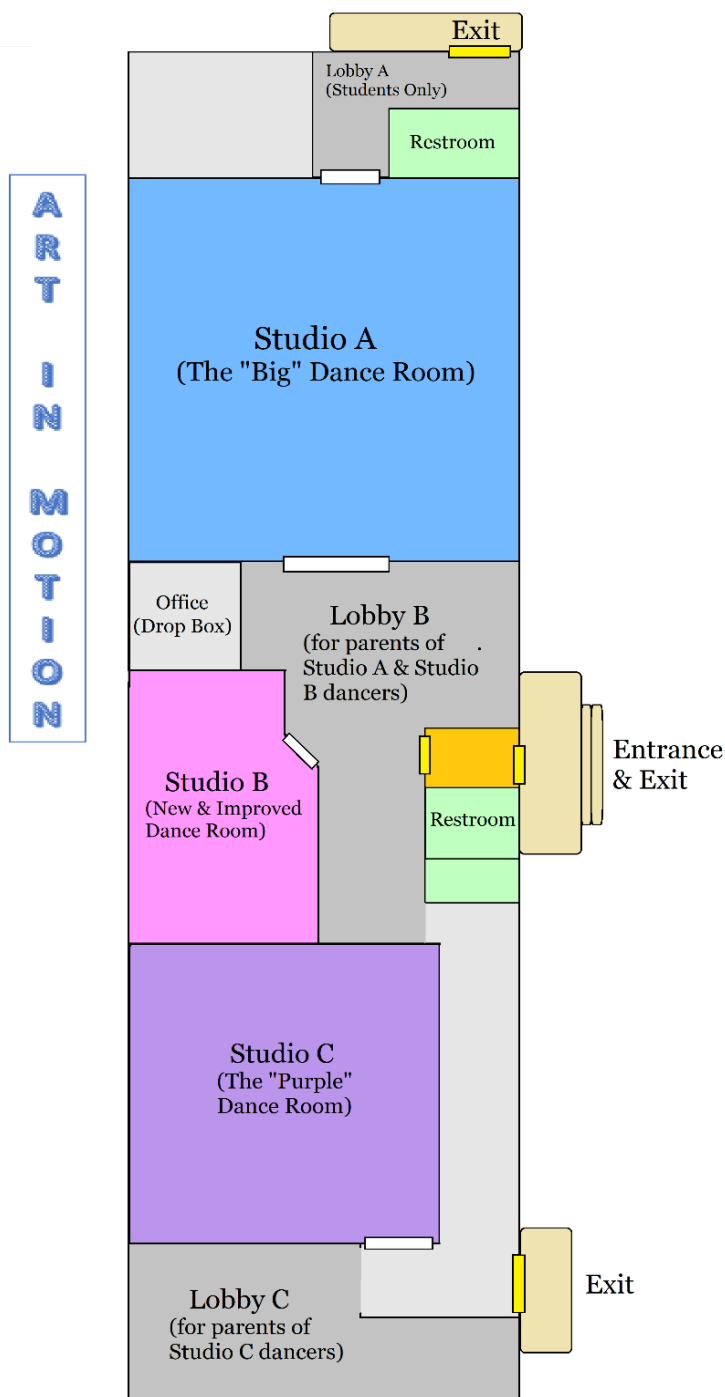 Exit
Lobby A
(Students Only)
Restroom
ART IN MOTION
Studio A
(The "Big" Dance Room)
Office
(Drop Box)
Lobby B
(for parents of
Studio A & Studio
B dancers)
Entrance
& Exit
Studio B
(New & Improved
Dance Room)
Restroom
Studio C
(The "Purple"
Dance Room)
Exit
Lobby C
(for parents of
Studio C dancers)